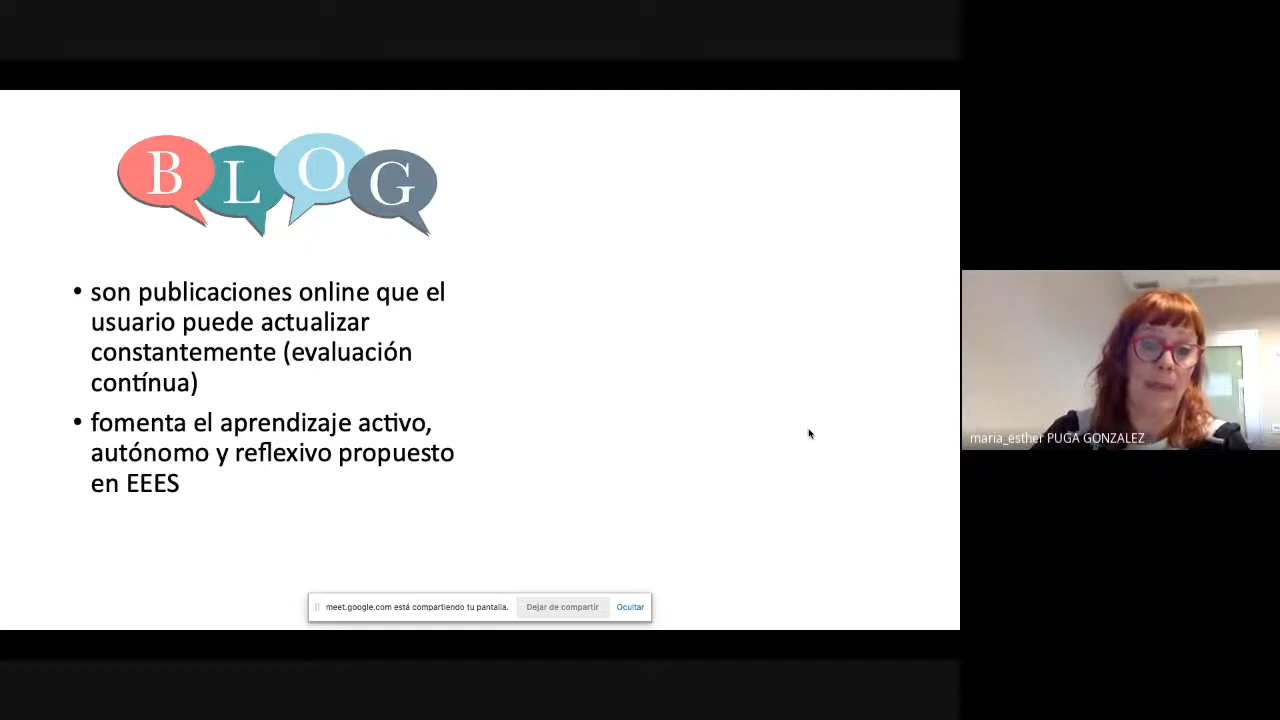 BLOG
• son publicaciones online que el
usuario puede actualizar
constantemente (evaluación
contínua)
• fomenta el aprendizaje activo,
autónomo y reflexivo propuesto
en EEES
maria_esther PUGA GONZALEZ
meet.google.com está compartiendo tu pantalla. Dejar de compartir Ocultar